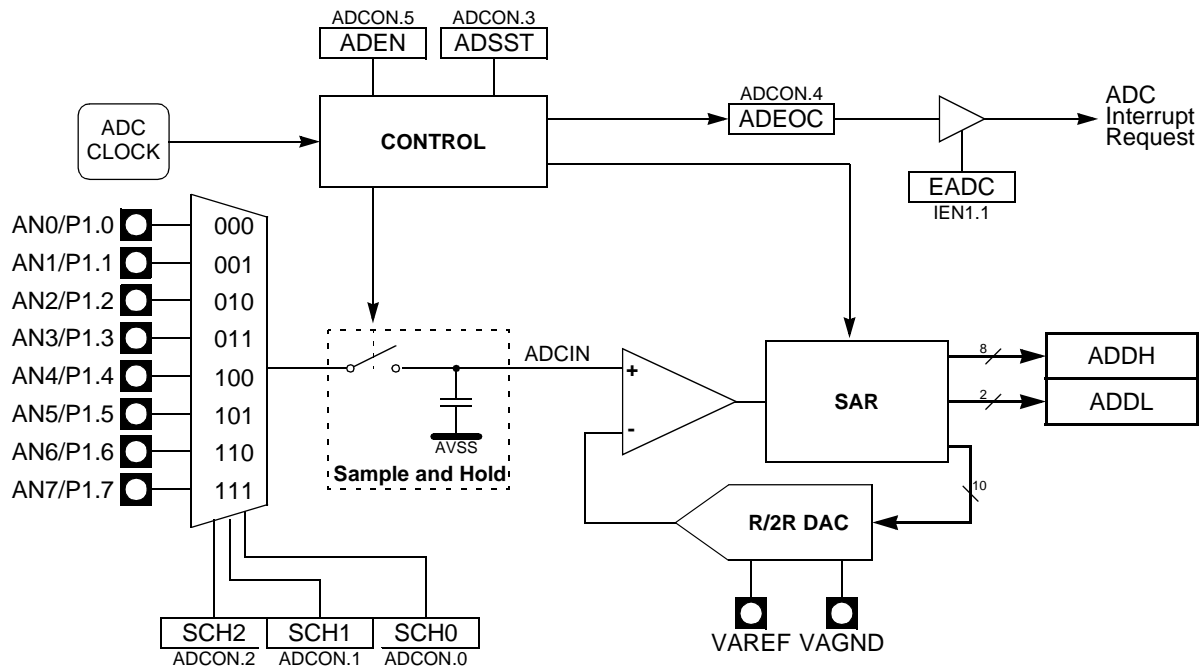 ADCON.5
ADEN
ADCON.3
ADSST
ADC
CLOCK
CONTROL
ADCON.4
ADEOC
ADC
Interrupt
Request
EADC
IEN1.1
AN0/P1.0
000
AN1/P1.1
001
AN2/P1.2
010
AN3/P1.3
011
AN4/P1.4
100
AN5/P1.5
101
AN6/P1.6
110
AN7/P1.7
111
ADCIN
AVSS
Sample and Hold
+
-
SAR
8
ADDH
2
ADDL
10
R/2R DAC
VAREF
VAGND
SCH2
SCH1
SCH0
ADCON.2
ADCON.1
ADCON.0